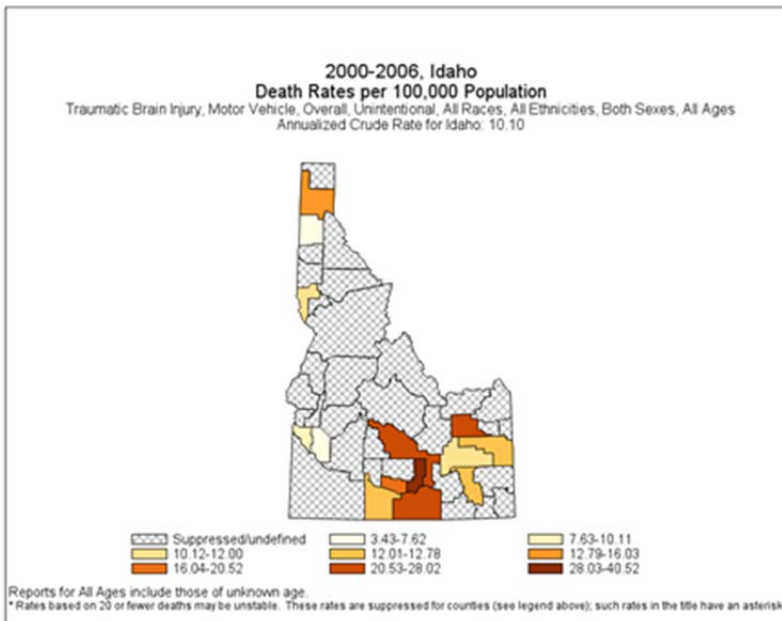 2000-2006, Idaho
Death Rates per 100,000 Population
Traumatic Brain Injury, Motor Vehicle, Overall, Unintentional, All Races, All Ethnicities, Both Sexes, All Ages
Annualized Crude Rate for Idaho: 10.10
Suppressed/undefined 3.43-7.62 7.63-10.11
10.12-12.00 12.01-12.78 12.79-16.03
16.04-20.52 20.53-28.02 28.03-40.52
Reports for All Ages include those of unknown age.
* Rates based on 20 or fewer deaths may be unstable. These rates are suppressed for counties (see legend above); such rates in the title have an asterisk